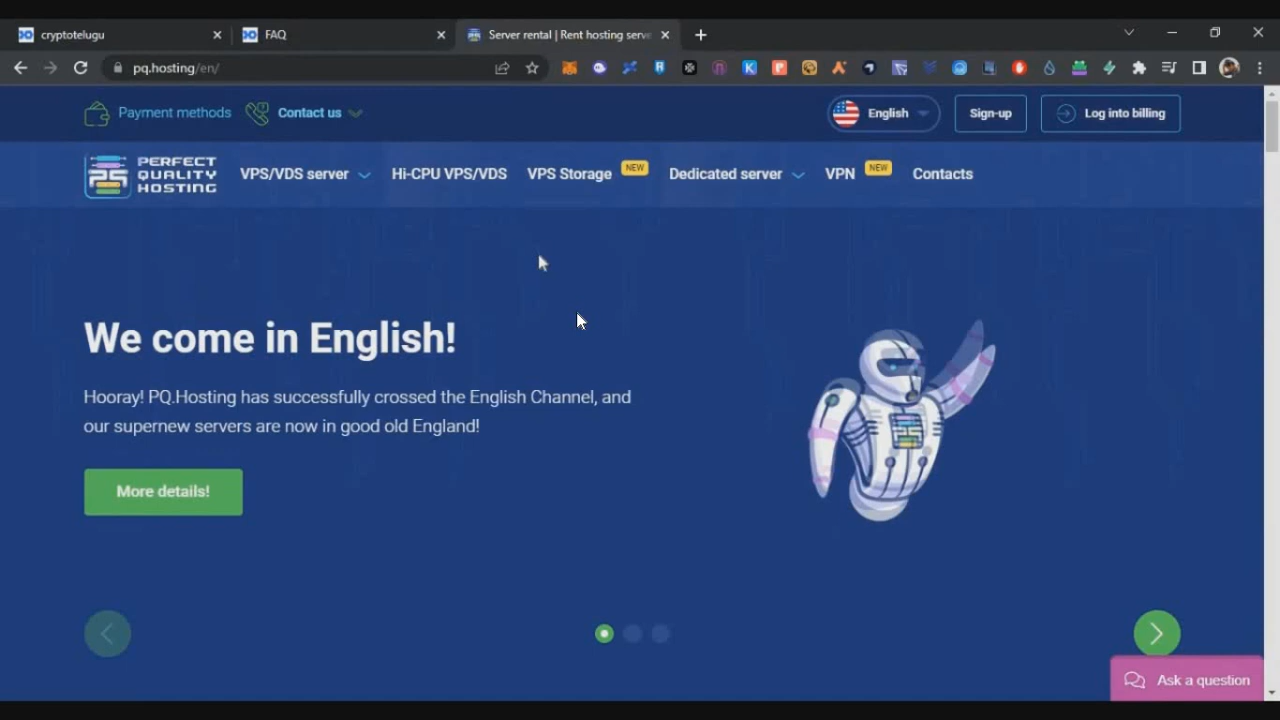 cryptotelugu
FAQ
Server rental | Rent hosting serve
pq.hosting/en/
Payment methods
Contact us
English
Sign-up
Log into billing
PERFECT
QUALITY
HOSTING
VPS/VDS server
Hi-CPU VPS/VDS
VPS Storage
NEW
Dedicated server
VPN
NEW
Contacts
We come in English!
Hooray! PQ.Hosting has successfully crossed the English Channel, and
our supernew servers are now in good old England!
More details!
Ask a question